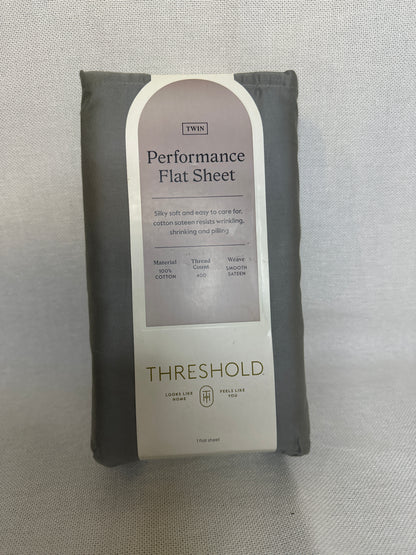 TWIN
Performance
Flat Sheet
Silky soft and easy to care for,
cotton sateen resists wrinkling,
shrinking and pilling
Material Thread Count Weave
100% COTTON 400 SMOOTH SATEEN
THRESHOLD
LOOKS LIKE HOME TH FEELS LIKE YOU
1 flat sheet